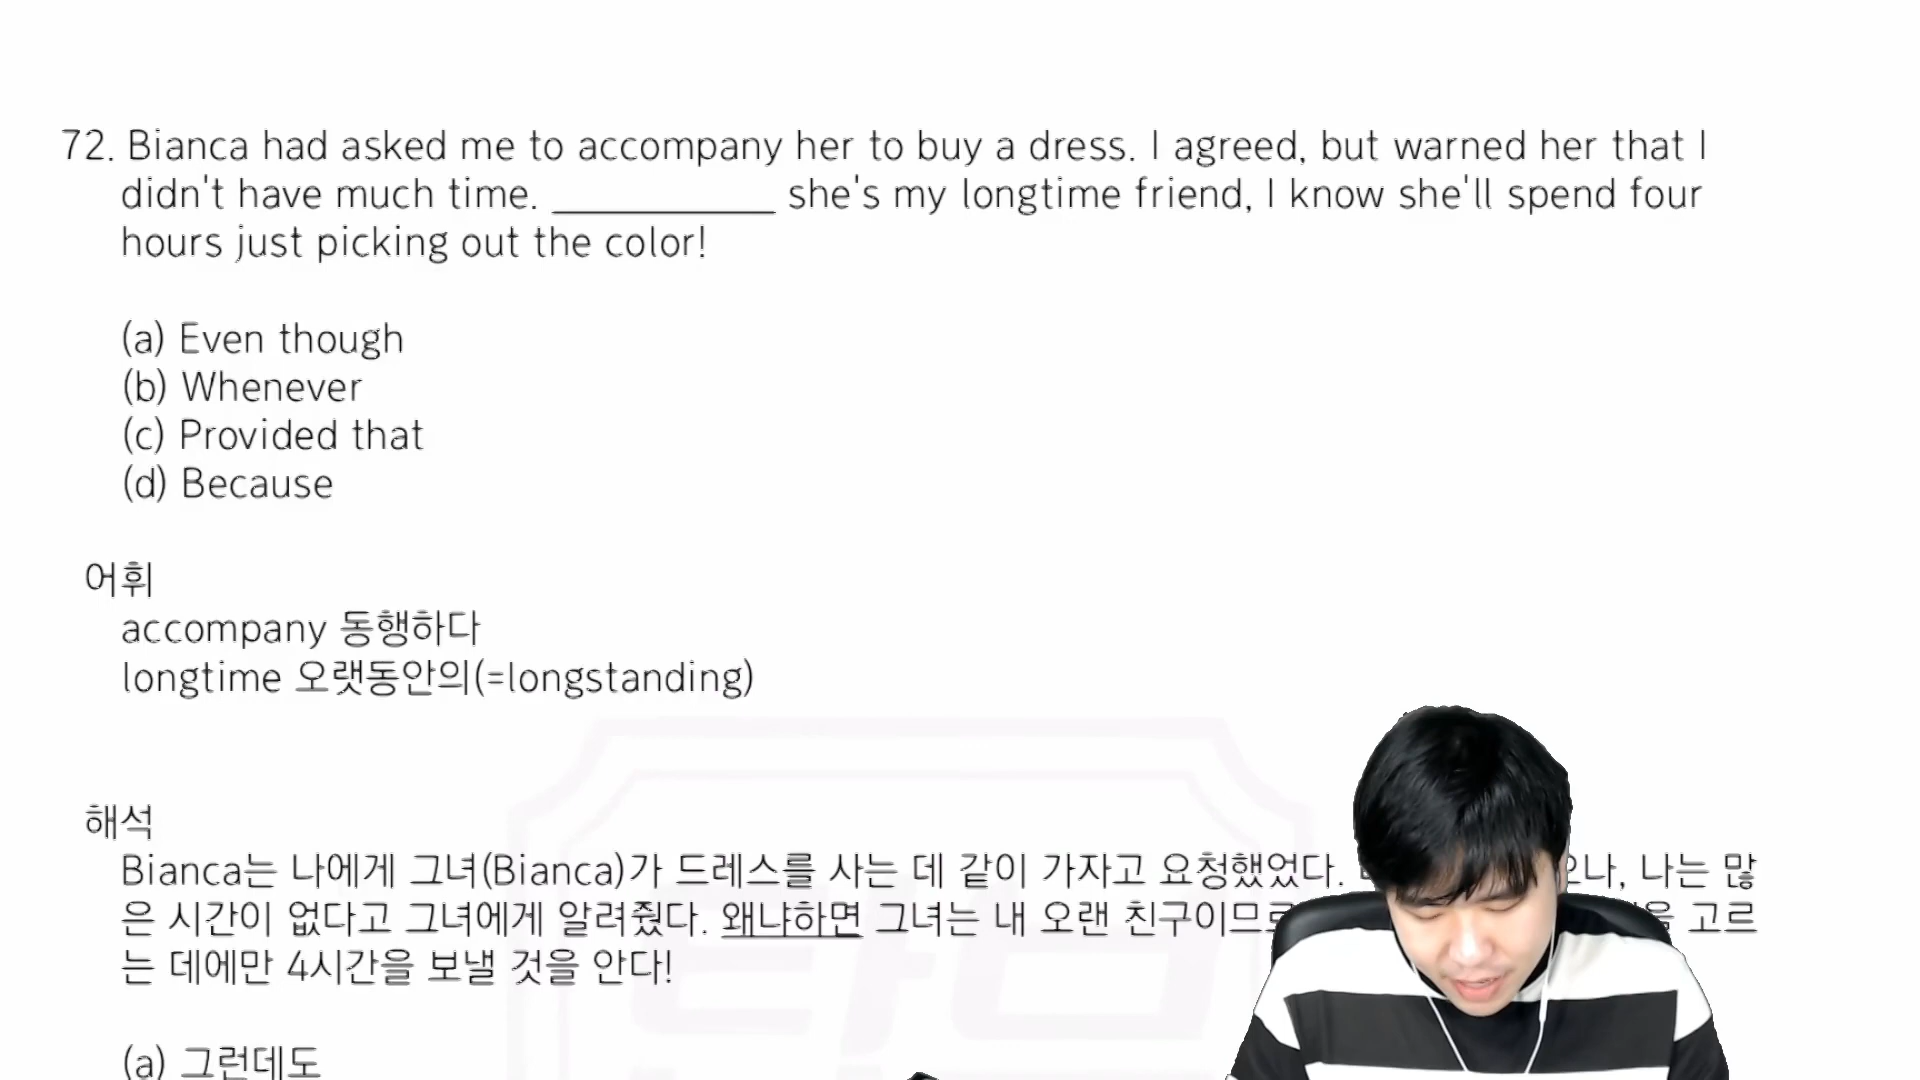 72. Bianca had asked me to accompany her to buy a dress. I agreed, but warned her that I
didn't have much time. ___________ she's my longtime friend, I know she'll spend four
hours just picking out the color!
(a) Even though
(b) Whenever
(c) Provided that
(d) Because
어휘
accompany 동행하다
longtime 오랫동안의(=longstanding)
해석
Bianca는 나에게 그녀(Bianca)가 드레스를 사는 데 같이 가자고 요청했었다. 나는 많
은 시간이 없다고 그녀에게 알려줬다. 왜냐하면 그녀는 내 오랜 고르
는 데에만 4시간을 보낼 것을 안다!
(a) 그런데도